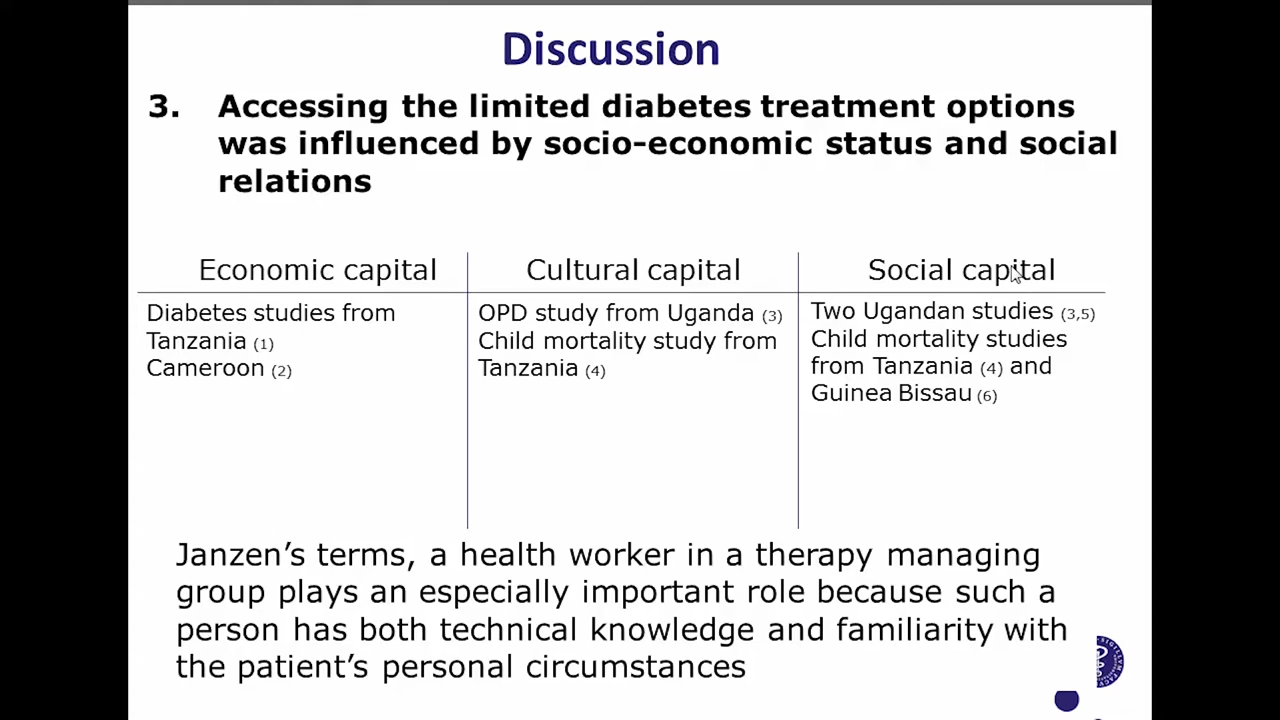 Discussion
3. Accessing the limited diabetes treatment options
was influenced by socio-economic status and social
relations
Economic capital
Diabetes studies from
Tanzania (1)
Cameroon (2)
Cultural capital
OPD study from Uganda (3)
Child mortality study from
Tanzania (4)
Social capital
Two Ugandan studies (3,5)
Child mortality studies
from Tanzania (4) and
Guinea Bissau (6)
Janzen’s terms, a health worker in a therapy managing
group plays an especially important role because such a
person has both technical knowledge and familiarity with
the patient’s personal circumstances